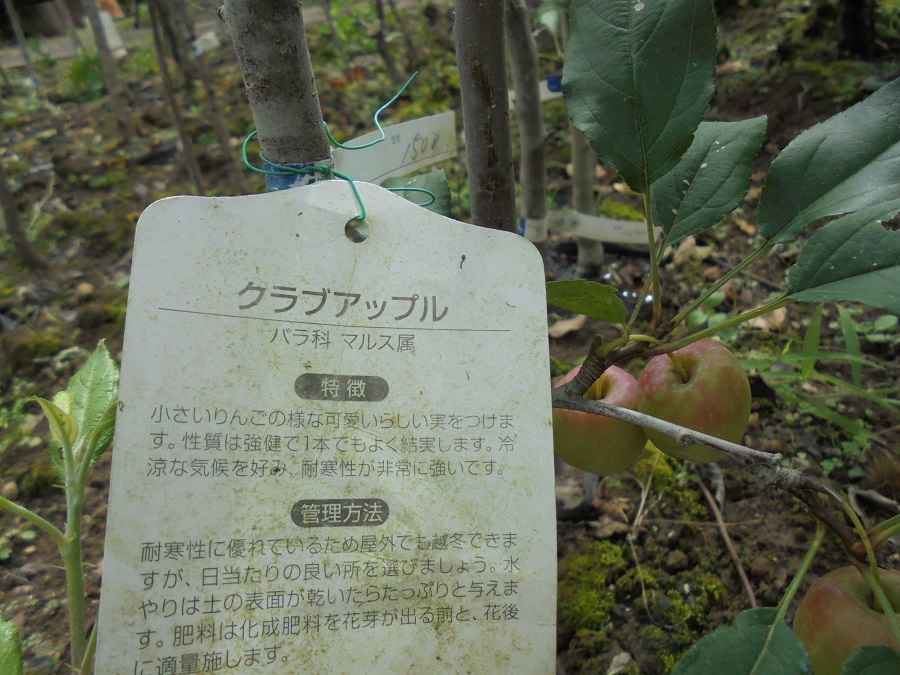 1500
クラブアップル
バラ科 マルス属
特徴
小さいりんごの様な可愛いらしい実をつけま
す。性質は強健で1本でもよく結実します。冷
涼な気候を好み、耐寒性が非常に強いです。
管理方法
耐寒性に優れているため屋外でも越冬できま
すが、日当たりの良い所を選びましょう。水
やりは土の表面が乾いたらたっぷりと与えま
す。肥料は化成肥料を花芽が出る前と、花後
に適量施します。